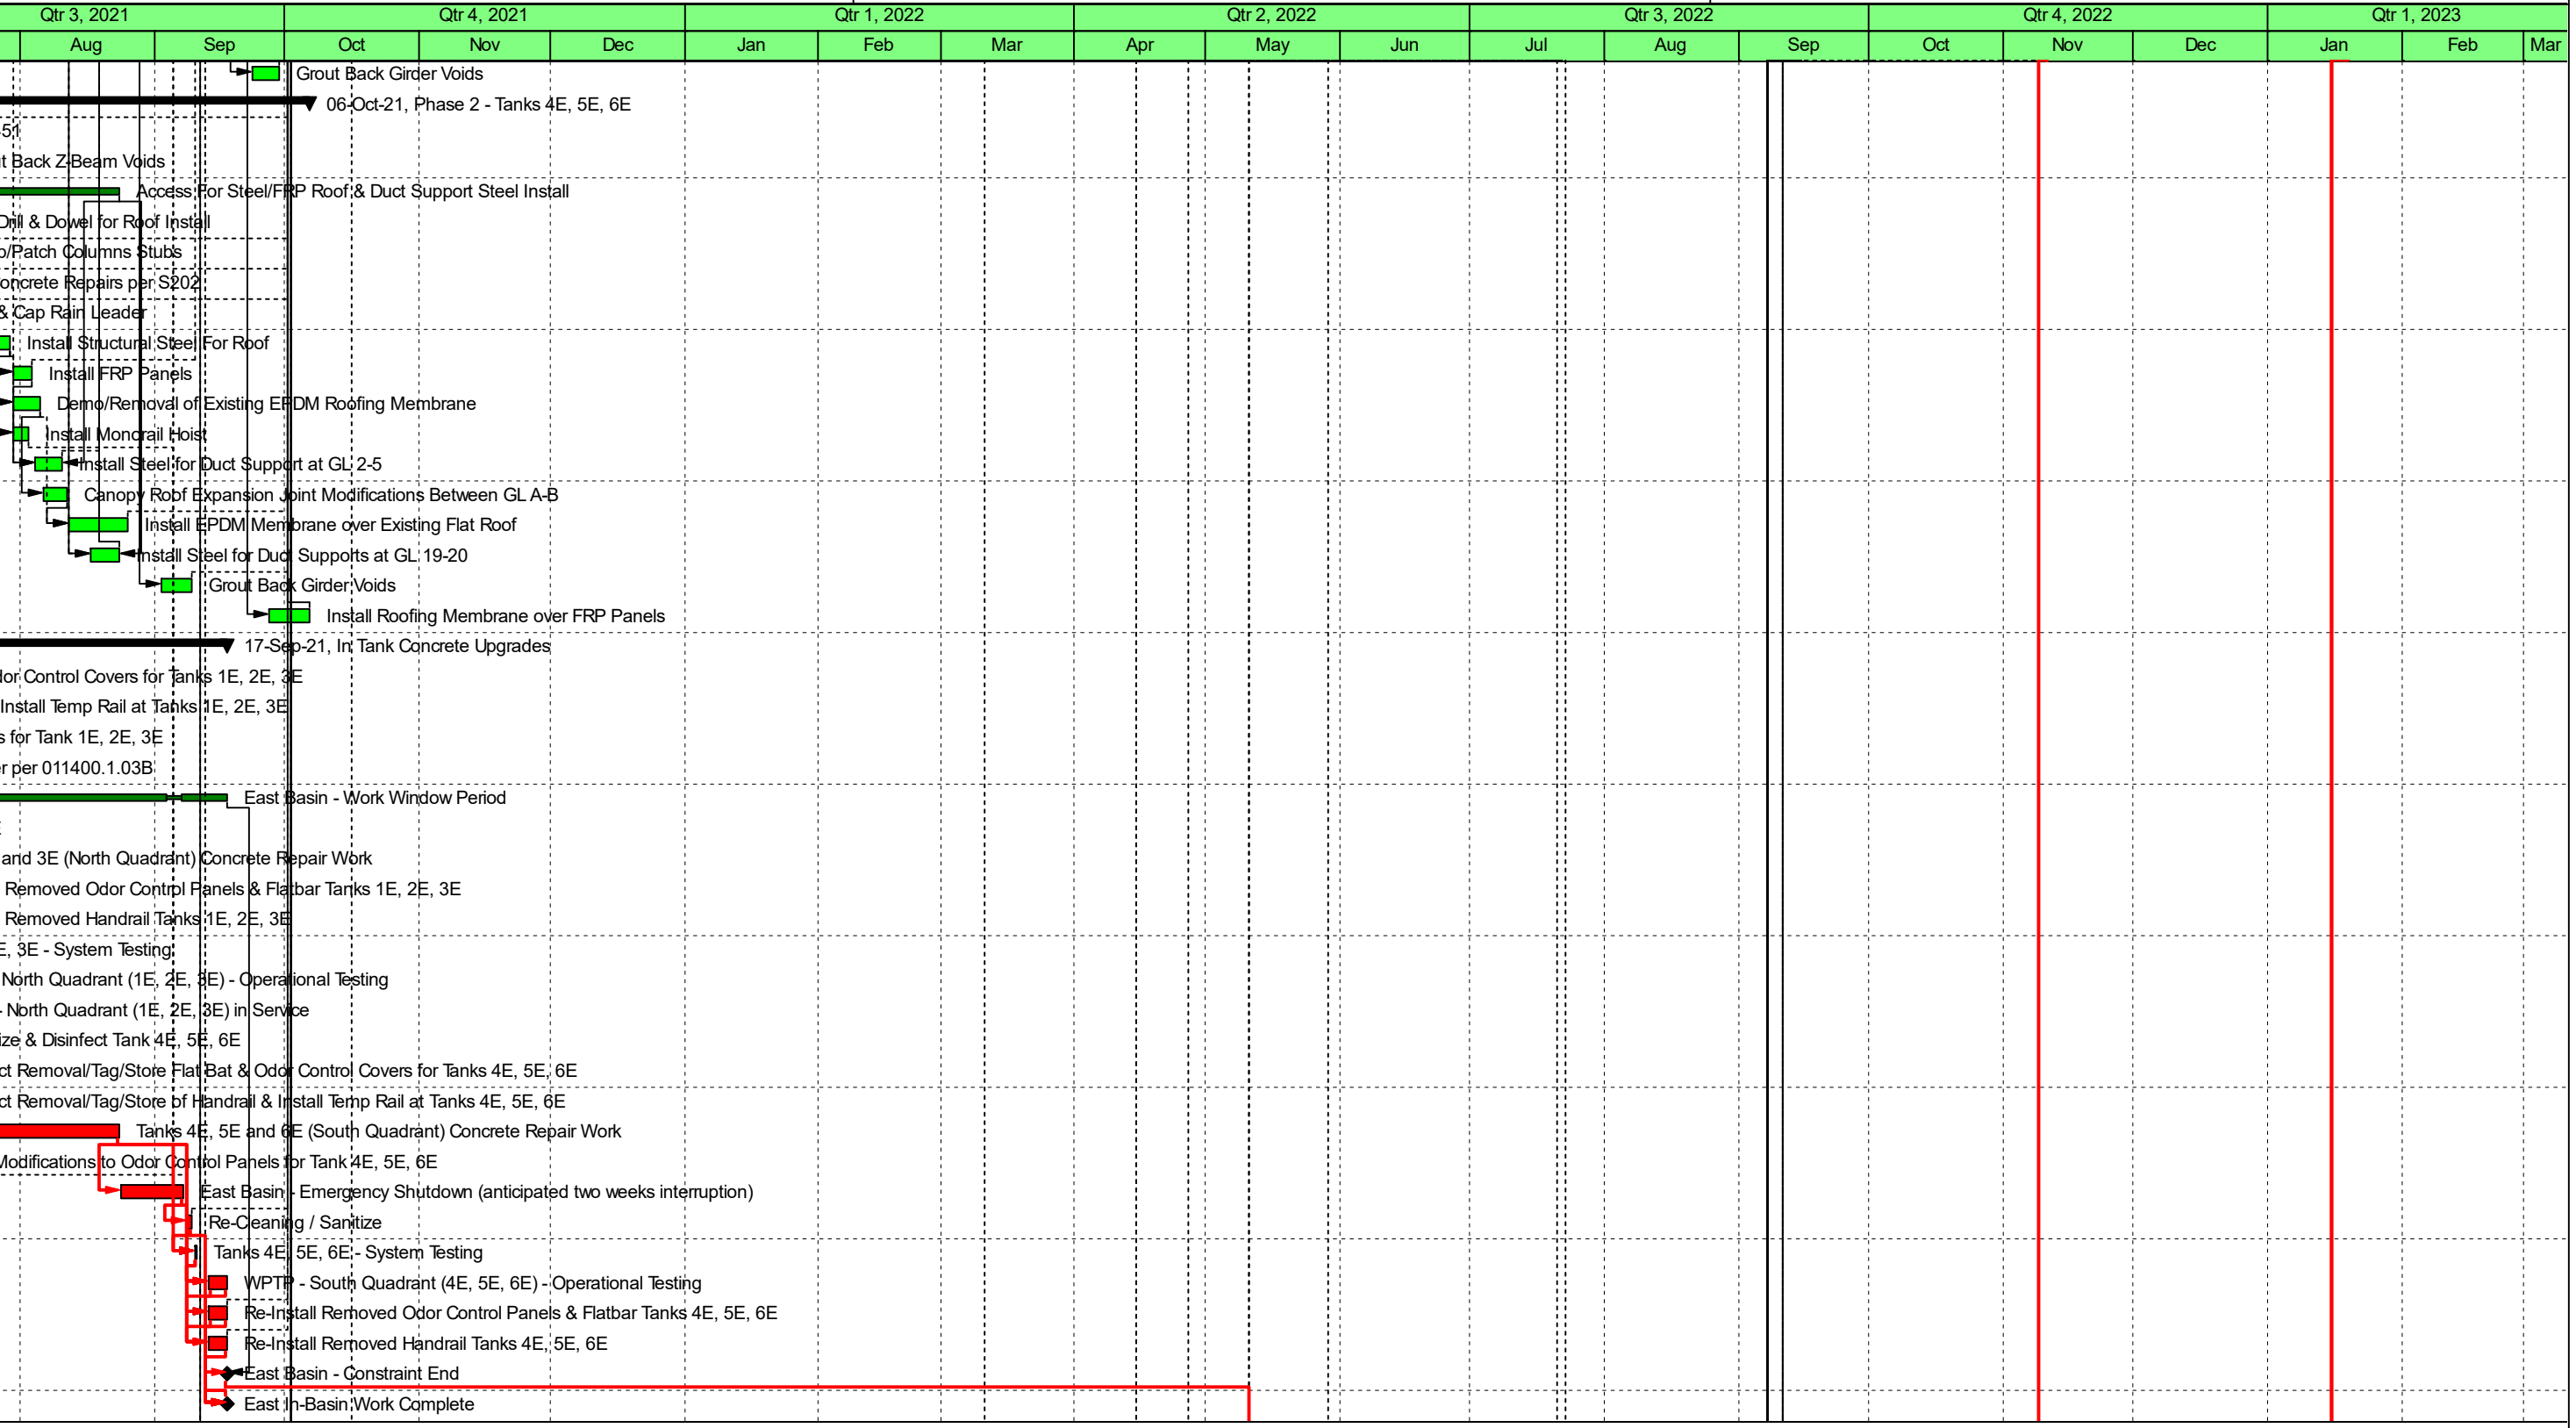 Qtr 3, 2021 Qtr 4, 2021 Qtr 1, 2022 Qtr 2, 2022 Qtr 3, 2022 Qtr 4, 2022 Qtr 1, 2023
Aug Sep Oct Nov Dec Jan Feb Mar Apr May Jun Jul Aug Sep Oct Nov Dec Jan Feb Mar
Grout Back Girder Voids
06-Oct-21, Phase 2 - Tanks 4E, 5E, 6E
51
t Back Z-Beam Voids
Access For Steel/FRP Roof & Duct Support Steel Install
Drill & Dowel for Roof Install
p/Patch Columns Stubs
oncrete Repairs per S202
& Cap Rain Leader
Install Structural Steel For Roof
Install FRP Panels
Demo/Removal of Existing EPDM Roofing Membrane
Install Monorail Hoist
Install Steel for Duct Support at GL 2-5
Canopy Roof Expansion Joint Modifications Between GL A-B
Install EPDM Membrane over Existing Flat Roof
Install Steel for Duct Supports at GL 19-20
Grout Back Girder Voids
Install Roofing Membrane over FRP Panels
17-Sep-21, In Tank Concrete Upgrades
dor Control Covers for Tanks 1E, 2E, 3E
Install Temp Rail at Tanks 1E, 2E, 3E
s for Tank 1E, 2E, 3E
er per 011400.1.03B
East Basin - Work Window Period
E
and 3E (North Quadrant) Concrete Repair Work
Removed Odor Control Panels & Flatbar Tanks 1E, 2E, 3E
Removed Handrail Tanks 1E, 2E, 3E
E, 3E - System Testing
North Quadrant (1E, 2E, 3E) - Operational Testing
- North Quadrant (1E, 2E, 3E) in Service
ize & Disinfect Tank 4E, 5E, 6E
ct Removal/Tag/Store Flat Bat & Odor Control Covers for Tanks 4E, 5E, 6E
ct Removal/Tag/Store of Handrail & Install Temp Rail at Tanks 4E, 5E, 6E
Tanks 4E, 5E and 6E (South Quadrant) Concrete Repair Work
Modifications to Odor Control Panels for Tank 4E, 5E, 6E
East Basin - Emergency Shutdown (anticipated two weeks interruption)
Re-Cleaning / Sanitize
Tanks 4E, 5E, 6E - System Testing
WPTP - South Quadrant (4E, 5E, 6E) - Operational Testing
Re-Install Removed Odor Control Panels & Flatbar Tanks 4E, 5E, 6E
Re-Install Removed Handrail Tanks 4E, 5E, 6E
East Basin - Constraint End
East In-Basin Work Complete